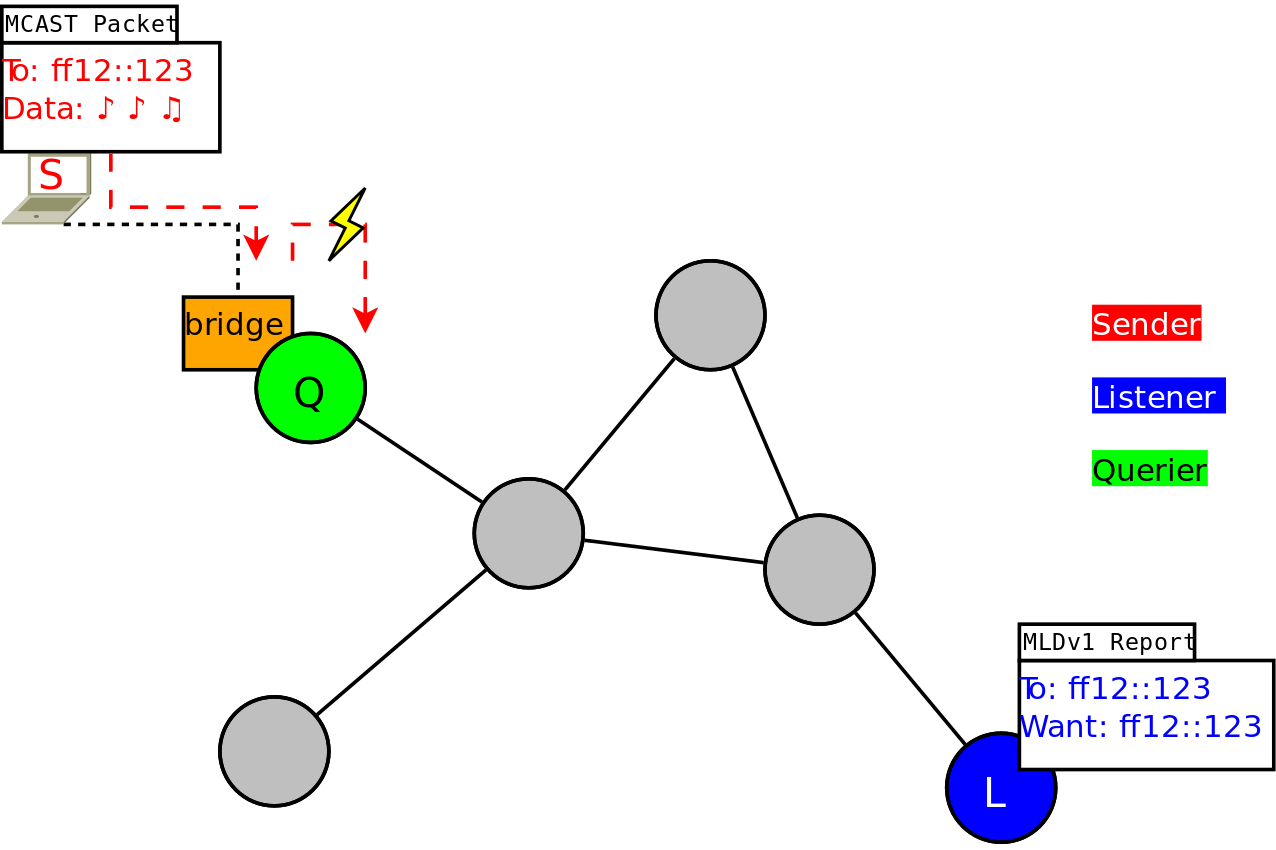 MCAST Packet
To: ff12::123
Data: ♪ ♪ ♫
S
bridge
Q
Sender
Listener
Querier
MLDv1 Report
To: ff12::123
Want: ff12::123
L